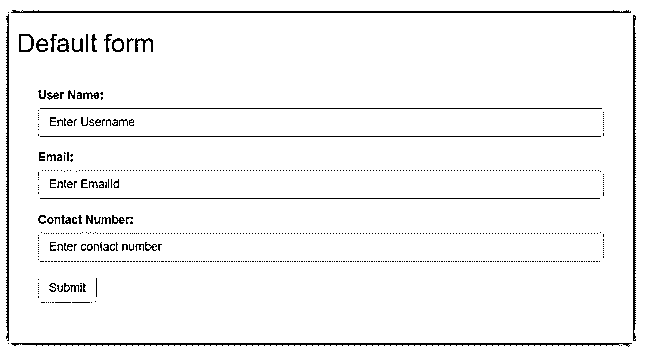 Default form
User Name:
Enter Username
Email:
Enter EmailId
Contact Number:
Enter contact number
Submit